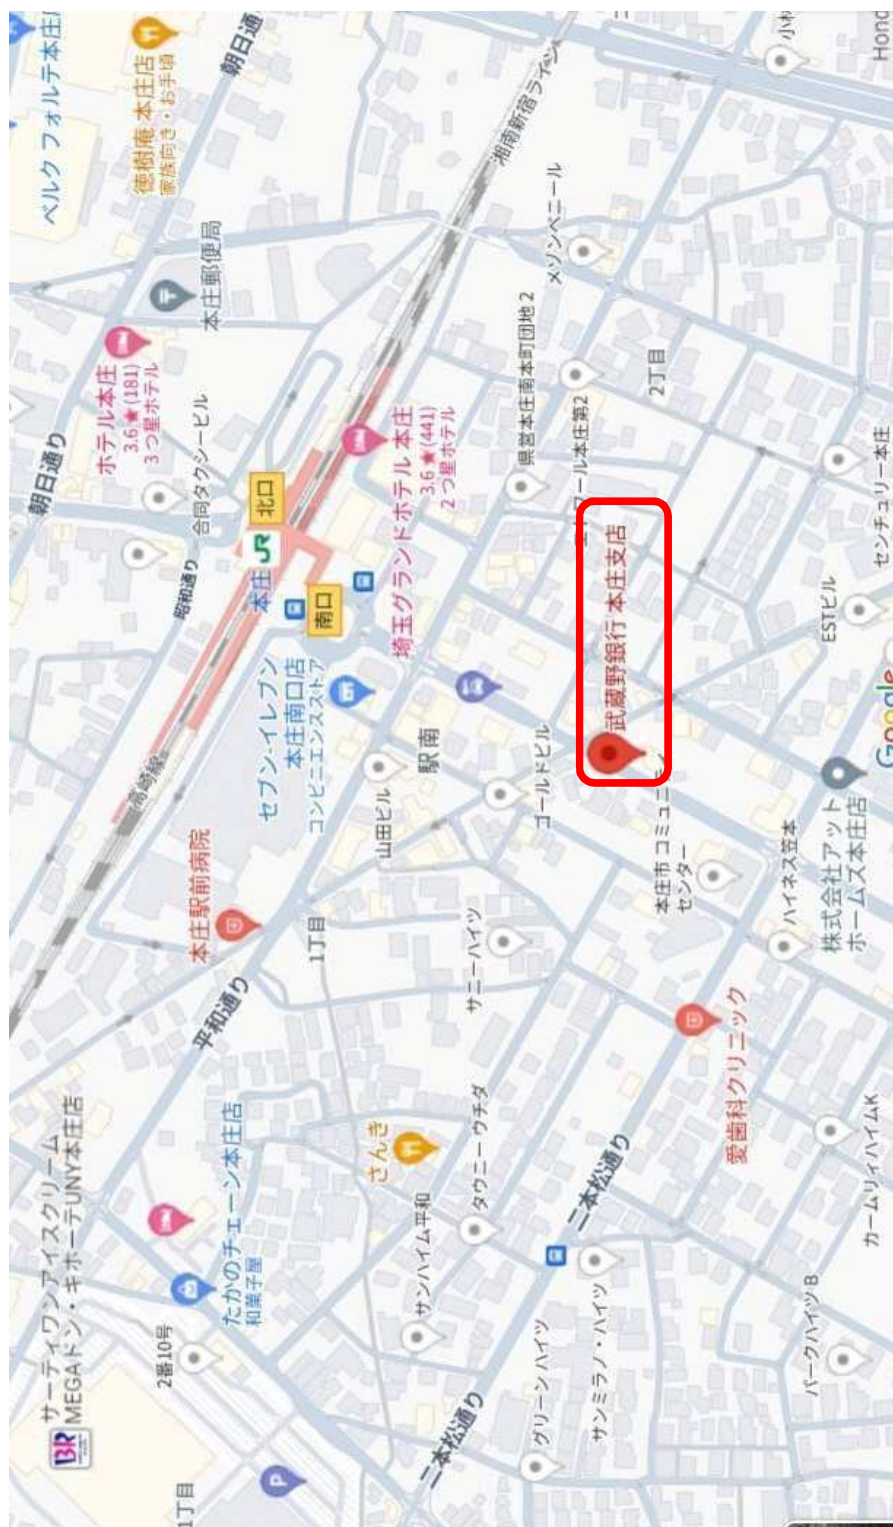 サーティワンアイスクリーム
MEGAドン・キホーテUNY本庄店
BR
2番10号
1丁目
たかのチェーン本庄店
和菓子屋
平和通り
本庄駅前病院
高崎線
昭和通り
合同タクシービル
朝日通り
ホテル本庄
3.6★(181)
3つ星ホテル
本庄郵便局
ベルク フォルテ本庄店
徳樹庵 本庄店
家族向き・お手頃
朝日通り
本庄
JR
北口
南口
セブン-イレブン
本庄南口店
コンビニエンスストア
埼玉グランドホテル 本庄
3.6★(441)
2つ星ホテル
湘南新宿ライン
1丁目
山田ビル
駅南
さんき
サンハイム平和
タウニーウチダ
サニーハイツ
ゴールドビル
県営本庄南本町団地 2
メゾンベニール
2丁目
武蔵野銀行 本庄支店
本庄市 コミュニティ
センター
二本松通り
二本松通り
グリーン ハイツ
サンミラノ・ハイツ
愛歯科クリニック
ハイネス笠本
株式会社アット
ホームズ本庄店
ESTビル
センチュリー本庄
カームリィハイムK
パークハイツ B
P
Google